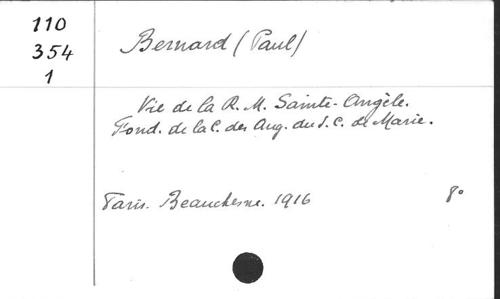 110
354
1
Bernard (Paul)
Vie de la R. M. Sainte-Angèle.
Fond. de la C. des Aug. du S. C. de Marie.
Paris. Beauchesne. 1916 8°